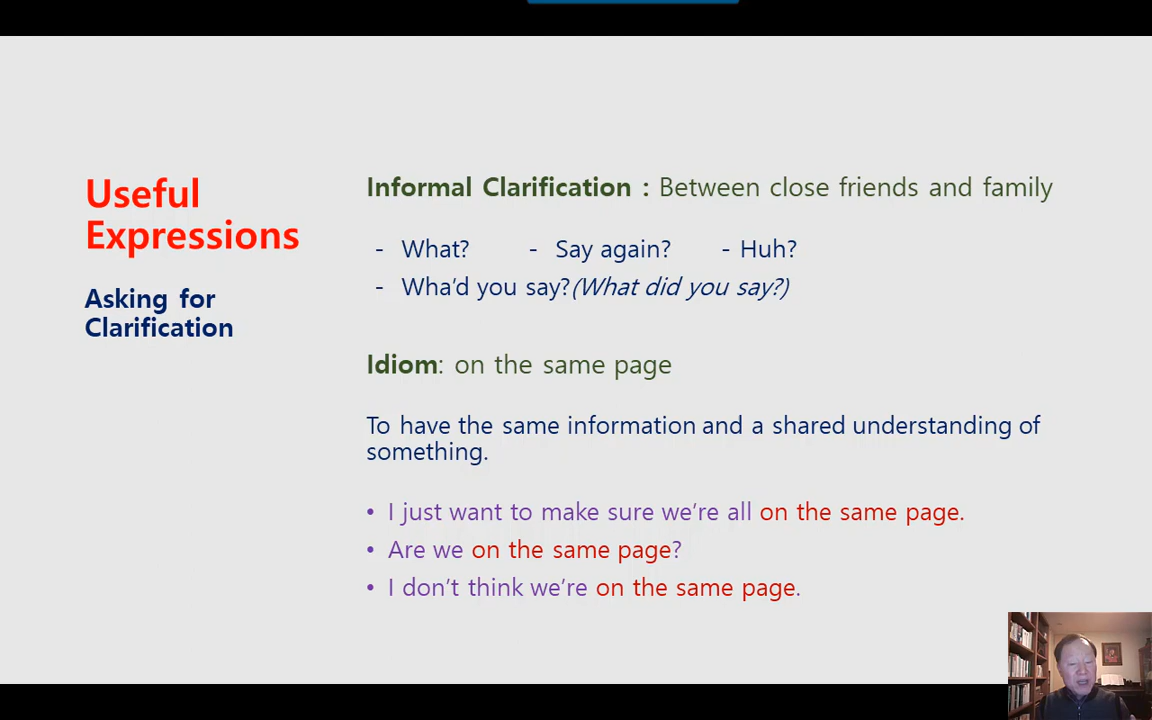 Useful
Expressions
Asking for
Clarification
Informal Clarification : Between close friends and family
- What? - Say again? - Huh?
- Wha'd you say?(What did you say?)
Idiom: on the same page
To have the same information and a shared understanding of
something.
• I just want to make sure we're all on the same page.
• Are we on the same page?
• I don't think we're on the same page.